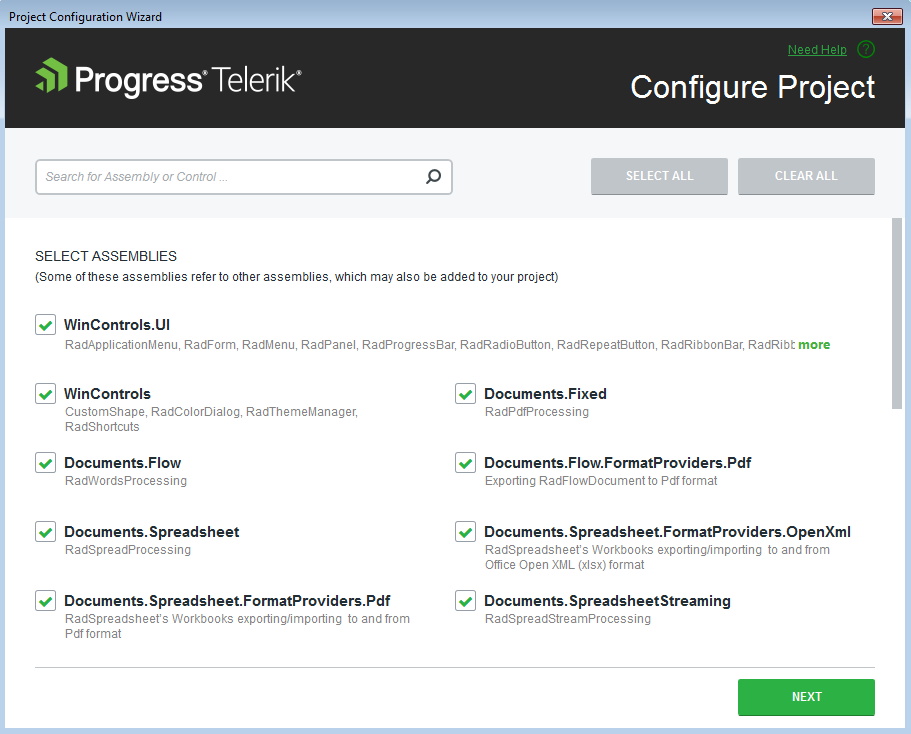 Project Configuration Wizard
Need Help ?
Progress® Telerik®
Configure Project
Search for Assembly or Control ...
SELECT ALL
CLEAR ALL
SELECT ASSEMBLIES
(Some of these assemblies refer to other assemblies, which may also be added to your project)
WinControls.UI
RadApplicationMenu, RadForm, RadMenu, RadPanel, RadProgressBar, RadRadioButton, RadRepeatButton, RadRibbonBar, RadRibb more
WinControls
CustomShape, RadColorDialog, RadThemeManager,
RadShortcuts
Documents.Fixed
RadPdfProcessing
Documents.Flow
RadWordsProcessing
Documents.Flow.FormatProviders.Pdf
Exporting RadFlowDocument to Pdf format
Documents.Spreadsheet
RadSpreadProcessing
Documents.Spreadsheet.FormatProviders.OpenXml
RadSpreadsheet's Workbooks exporting/importing to and from
Office Open XML (xlsx) format
Documents.Spreadsheet.FormatProviders.Pdf
RadSpreadsheet's Workbooks exporting/importing to and from
Pdf format
Documents.SpreadsheetStreaming
RadSpreadStreamProcessing
NEXT